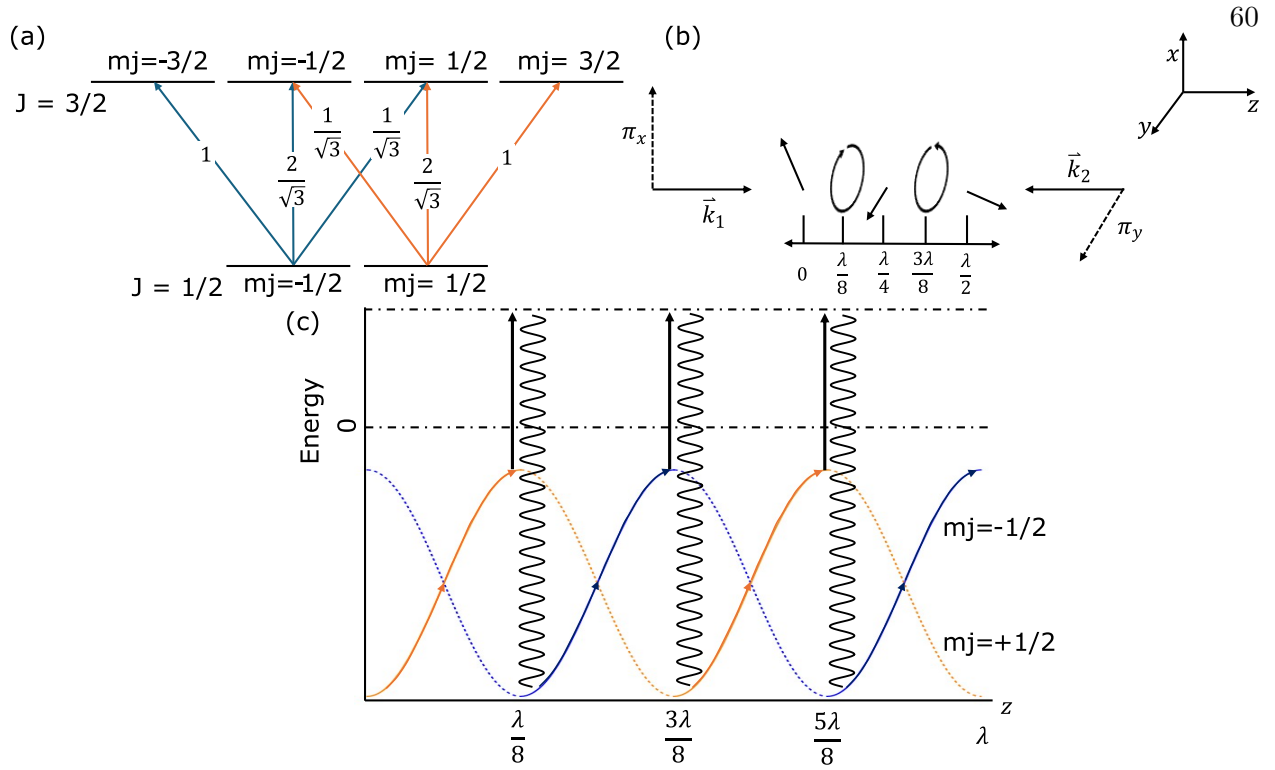 60
(a)
mj=-3/2 mj=-1/2 mj= 1/2 mj= 3/2
J = 3/2
1 2/√3 1/√3 1/√3 2/√3 1
J = 1/2 mj=-1/2 mj= 1/2
(b)
x
z
y
π_x
k⃗_1
k⃗_2
π_y
0 λ/8 λ/4 3λ/8 λ/2
(c)
Energy
0
mj=-1/2
mj=+1/2
λ/8 3λ/8 5λ/8 λ
z